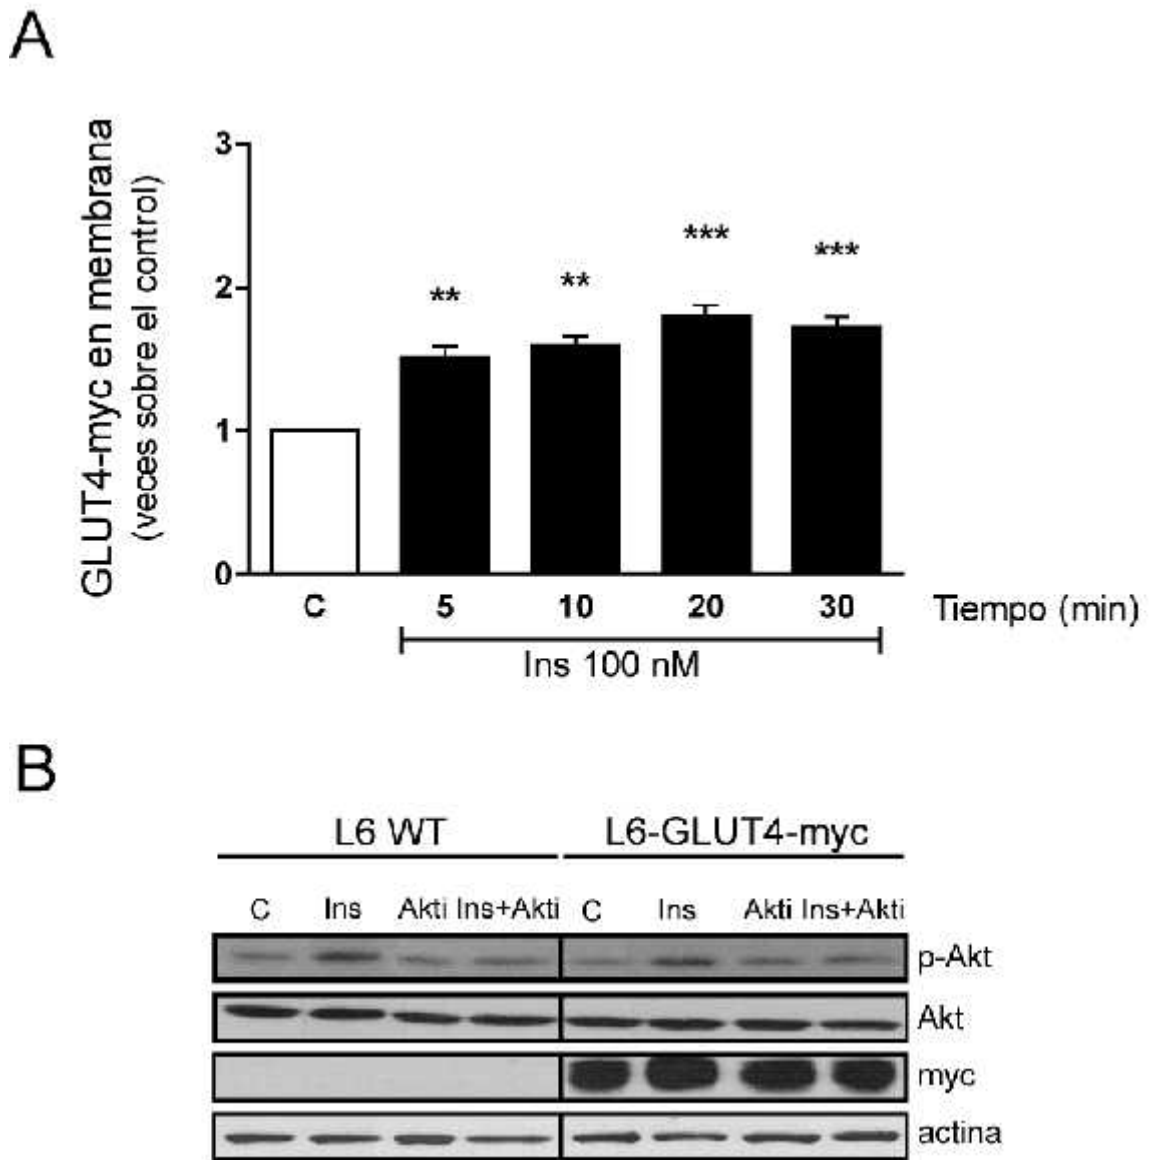 A
GLUT4-myc en membrana
(veces sobre el control)
3
2
1
0
**
**
***
***
C 5 10 20 30 Tiempo (min)
Ins 100 nM
B
L6 WT L6-GLUT4-myc
C Ins Akti Ins+Akti C Ins Akti Ins+Akti
p-Akt
Akt
myc
actina